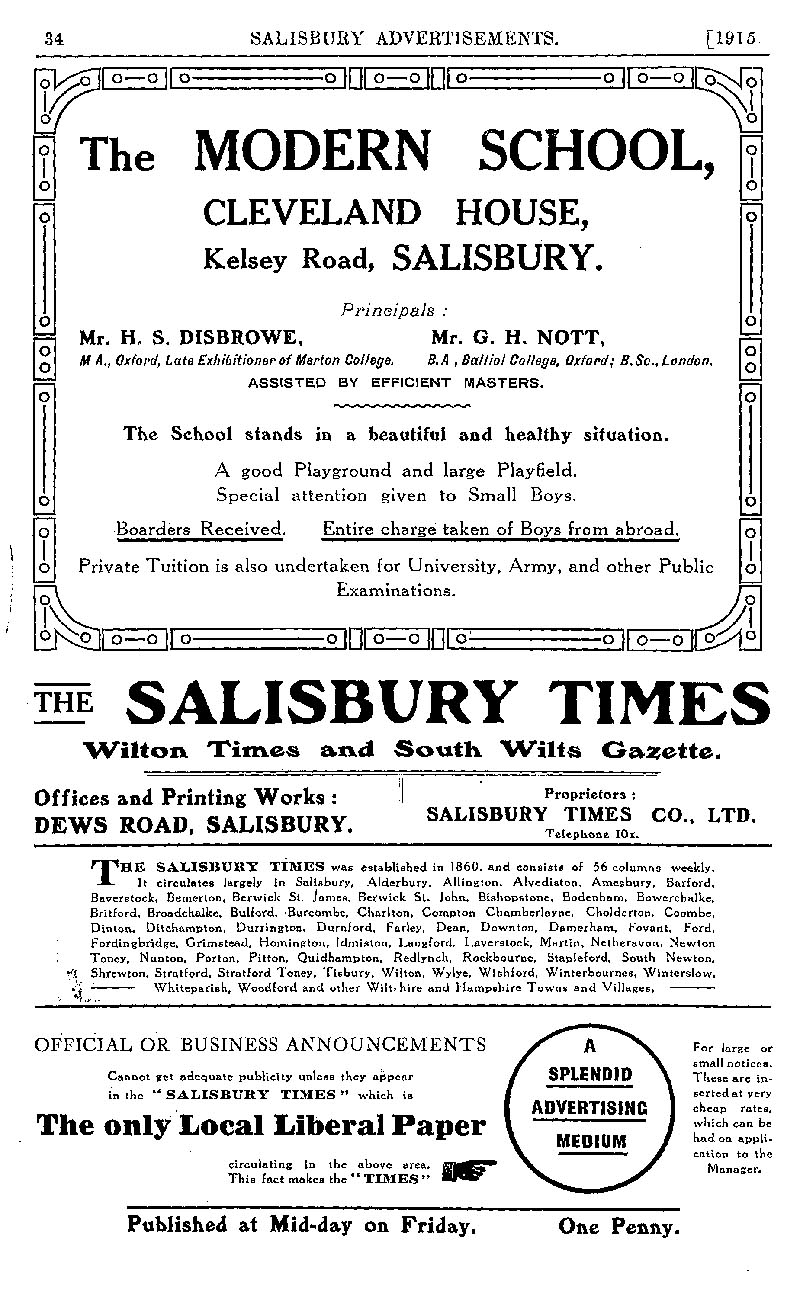 34 SALISBURY ADVERTISEMENTS. [1915.
The MODERN SCHOOL,
CLEVELAND HOUSE,
Kelsey Road, SALISBURY.
Principals :
Mr. H. S. DISBROWE, Mr. G. H. NOTT,
M A., Oxford, Late Exhibitioner of Merton College. B.A , Balliol College, Oxford; B.Sc., London.
ASSISTED BY EFFICIENT MASTERS.
The School stands in a beautiful and healthy situation.
A good Playground and large Playfield.
Special attention given to Small Boys.
Boarders Received. Entire charge taken of Boys from abroad.
Private Tuition is also undertaken for University, Army, and other Public
Examinations.
THE SALISBURY TIMES
Wilton Times and South Wilts Gazette.
Offices and Printing Works :
DEWS ROAD, SALISBURY.
Proprietors :
SALISBURY TIMES CO., LTD.
Telephone 10x.
THE SALISBURY TIMES was established in 1860, and consists of 56 columns weekly.
It circulates largely in Salisbury, Alderbury, Allington, Alvediston, Amesbury, Barford,
Baverstock, Bemerton, Berwick St. James, Berwick St. John, Bishopstone, Bodenham, Bowerchalke,
Britford, Broadchalke, Bulford, Burcombe, Charlton, Compton Chamberlayne, Cholderton, Coombe,
Dinton, Ditchampton, Durrington, Durnford, Farley, Dean, Downton, Damerham, Fovant, Ford,
Fordingbridge, Grimstead, Homington, Idmiston, Langford, Laverstock, Martin, Netheravon, Newton
Toney, Nunton, Porton, Pitton, Quidhampton, Redlynch, Rockbourne, Stapleford, South Newton,
Shrewton, Stratford, Stratford Toney, Tisbury, Wilton, Wylye, Wishford, Winterbournes, Winterslow,
Whiteparish, Woodford and other Wiltshire and Hampshire Towns and Villages,
OFFICIAL OR BUSINESS ANNOUNCEMENTS
Cannot get adequate publicity unless they appear
in the "SALISBURY TIMES" which is
The only Local Liberal Paper
circulating in the above area.
This fact makes the "TIMES"
A
SPLENDID
ADVERTISING
MEDIUM
For large or
small notices.
These are in-
serted at very
cheap rates,
which can be
had on appli-
cation to the
Manager.
Published at Mid-day on Friday. One Penny.